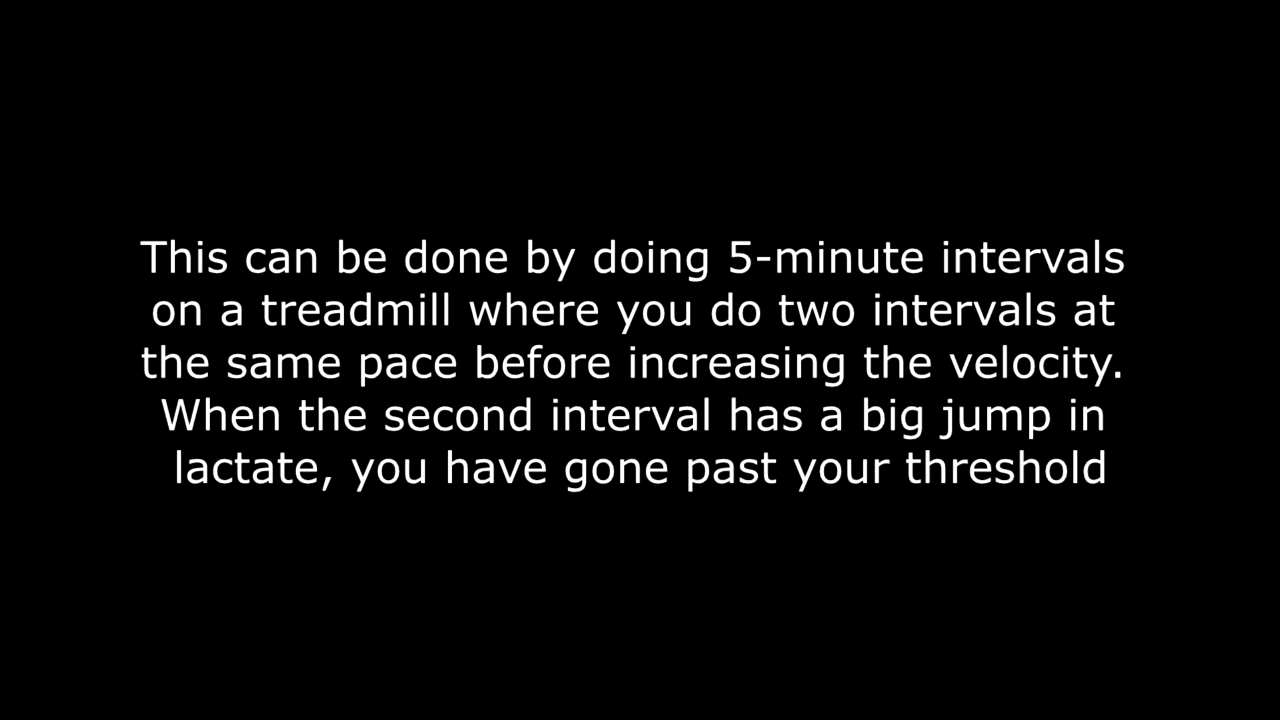 This can be done by doing 5-minute intervals
on a treadmill where you do two intervals at
the same pace before increasing the velocity.
When the second interval has a big jump in
lactate, you have gone past your threshold